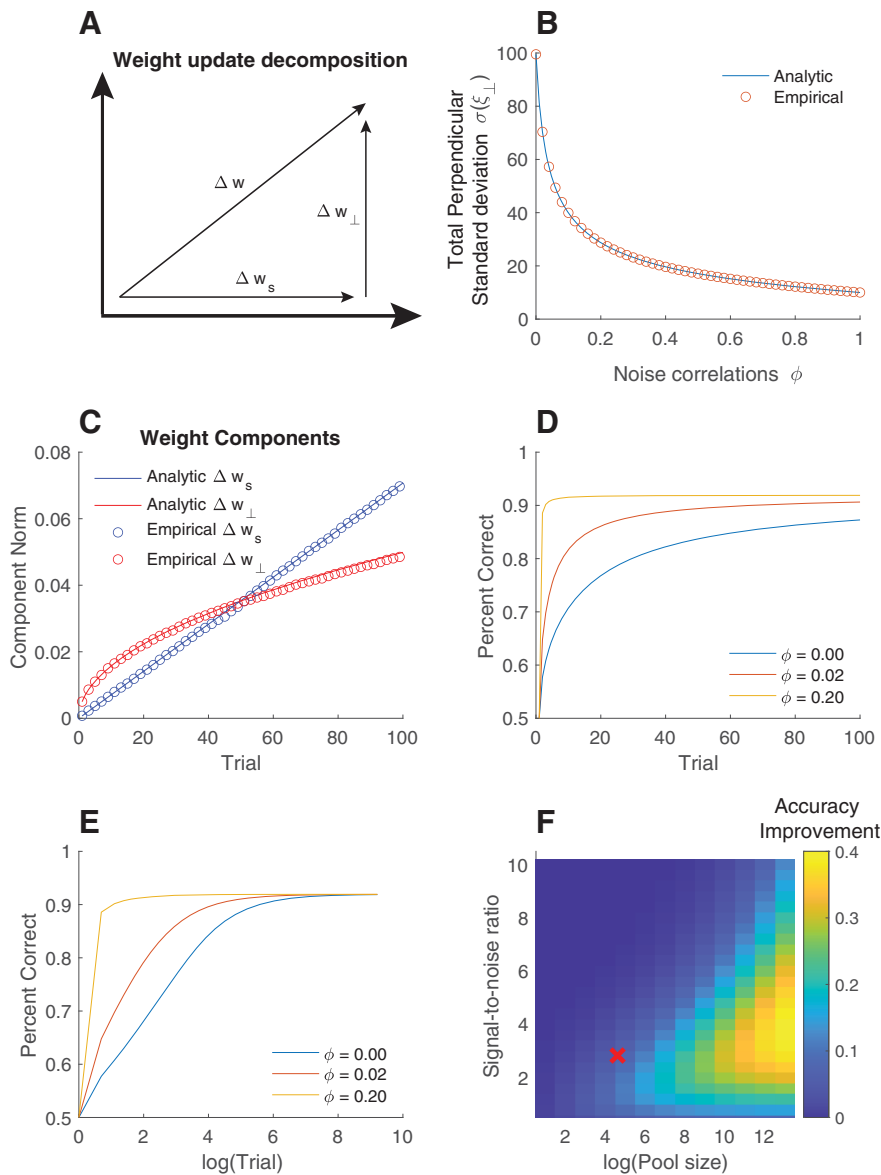 A
Weight update decomposition
Δ w
Δ w⊥
Δ ws
B
100
80
60
40
20
0
Total Perpendicular
Standard deviation σ(ξ⊥)
Analytic
Empirical
0 0.2 0.4 0.6 0.8 1
Noise correlations ϕ
C
Weight Components
0.08
0.06
0.04
0.02
0
Component Norm
Analytic Δ ws
Analytic Δ w⊥
Empirical Δ ws
Empirical Δ w⊥
0 20 40 60 80 100
Trial
D
1
0.9
0.8
0.7
0.6
0.5
Percent Correct
ϕ = 0.00
ϕ = 0.02
ϕ = 0.20
0 20 40 60 80 100
Trial
E
1
0.9
0.8
0.7
0.6
0.5
Percent Correct
ϕ = 0.00
ϕ = 0.02
ϕ = 0.20
0 2 4 6 8 10
log(Trial)
F
Accuracy
Improvement
10
8
6
4
2
Signal-to-noise ratio
2 4 6 8 10 12
log(Pool size)
0.4
0.3
0.2
0.1
0